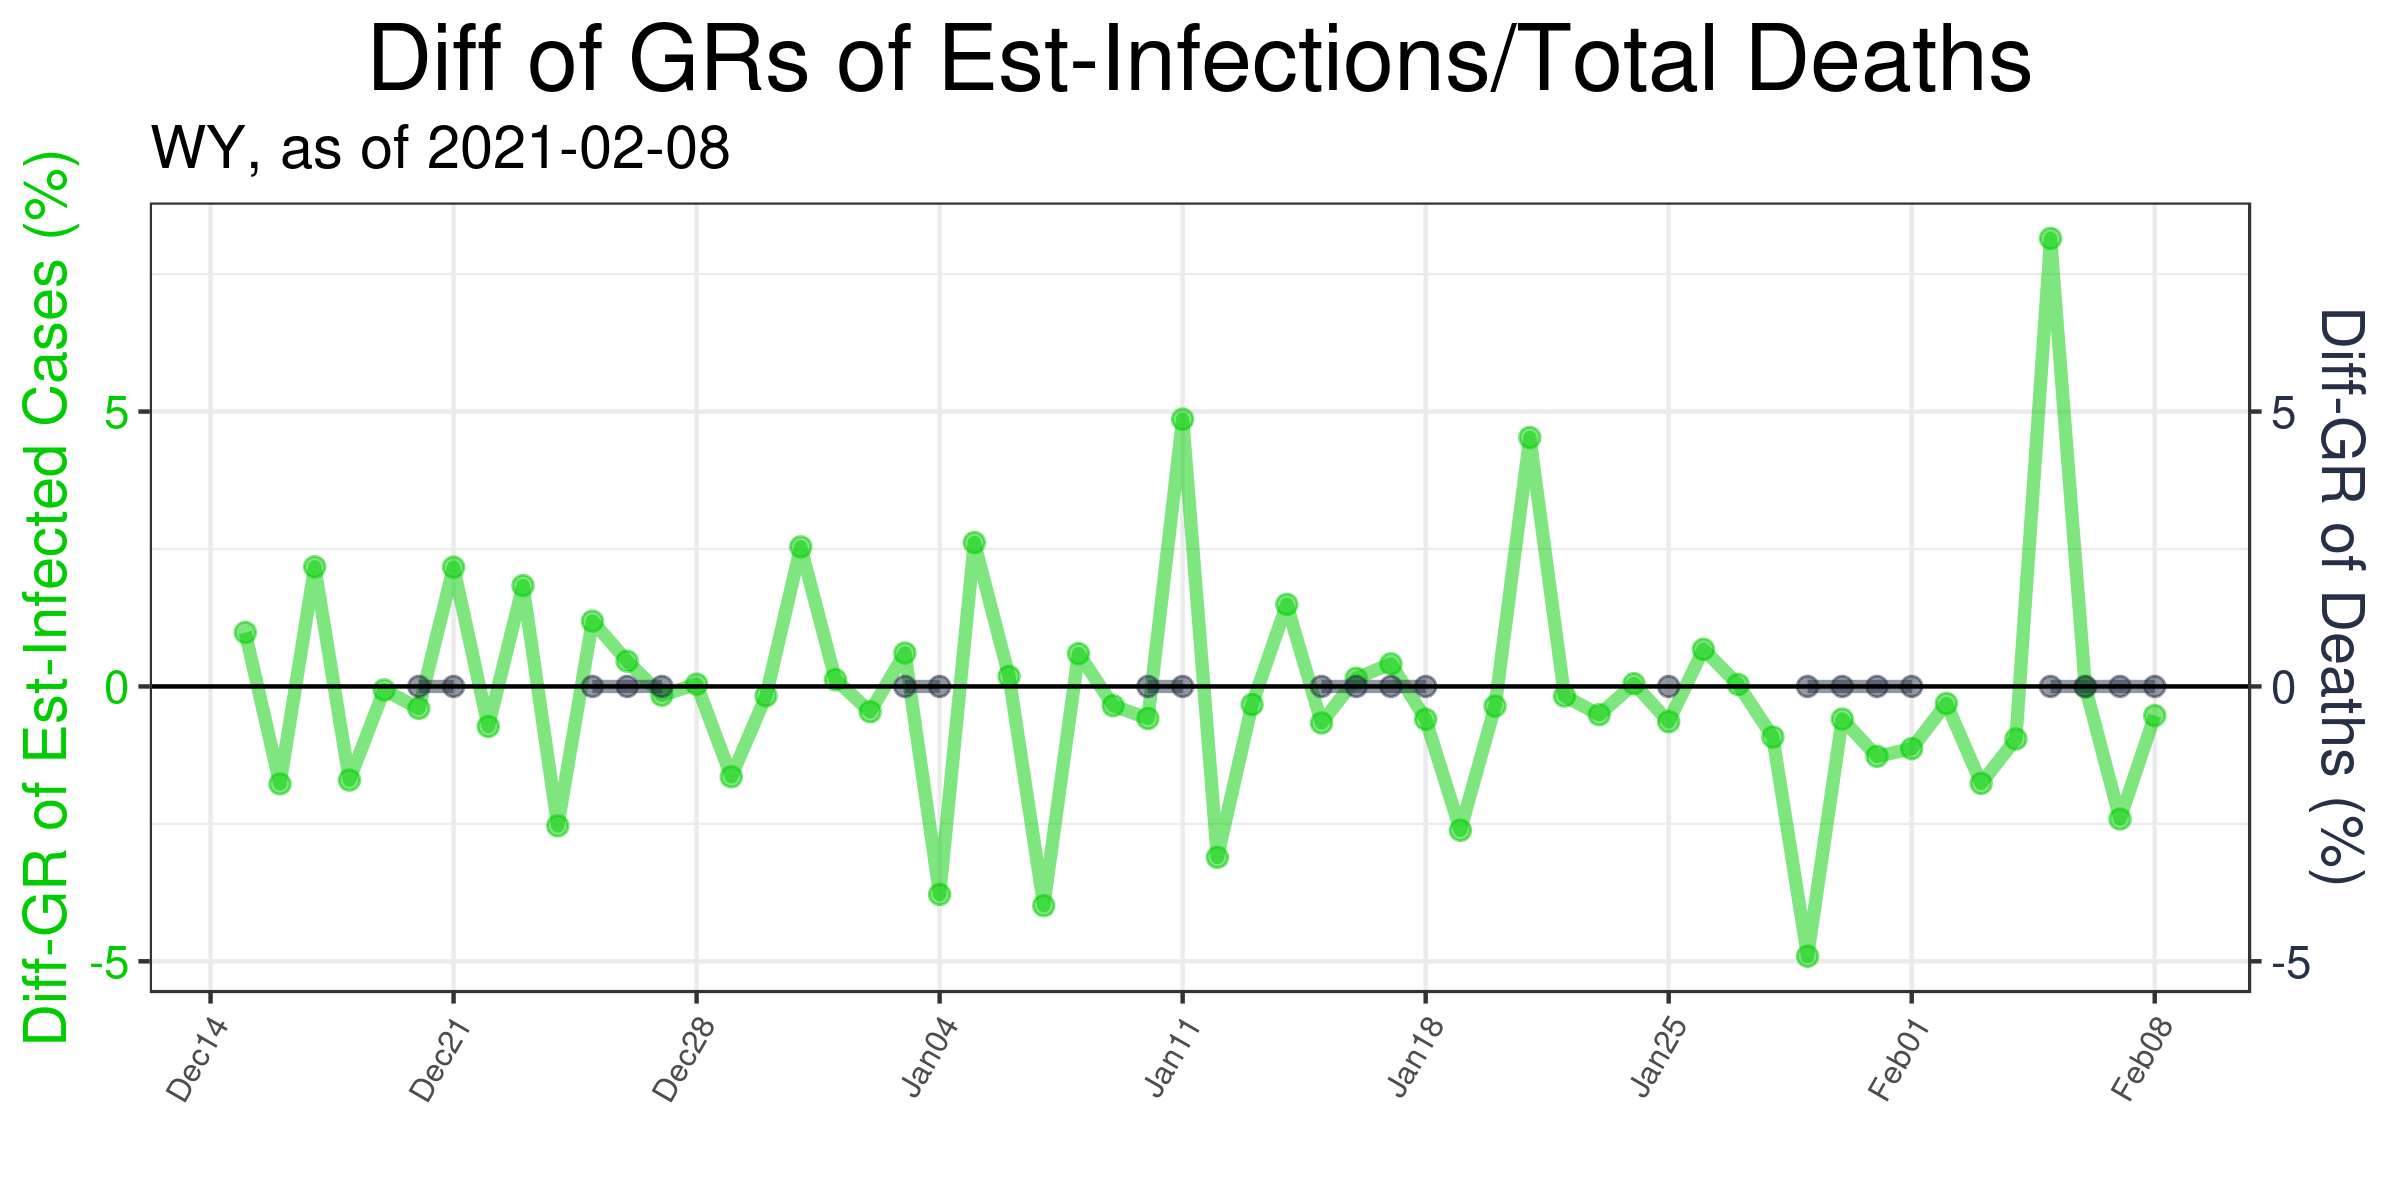 Diff of GRs of Est-Infections/Total Deaths
WY, as of 2021-02-08
Diff-GR of Est-Infected Cases (%)
5
0
-5
5
0
-5
Diff-GR of Deaths (%)
Dec14
Dec21
Dec28
Jan04
Jan11
Jan18
Jan25
Feb01
Feb08